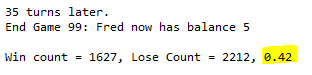 35 turns later.
End Game 99: Fred now has balance 5
Win count = 1627, Lose Count = 2212, 0.42